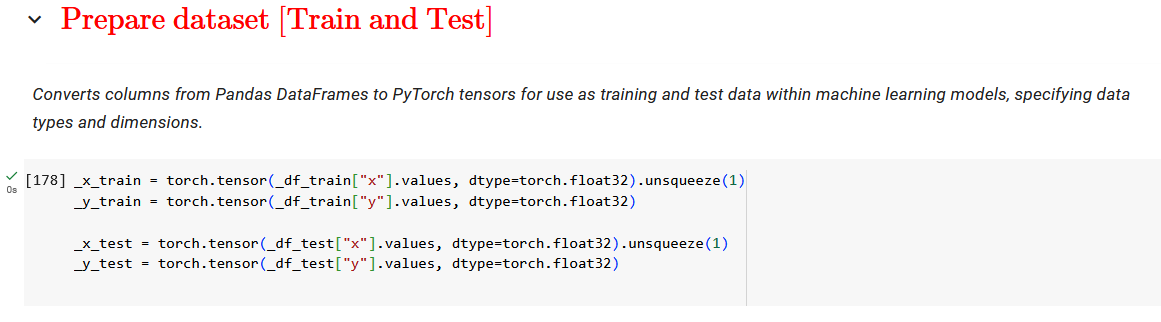 Prepare dataset [Train and Test]
Converts columns from Pandas DataFrames to PyTorch tensors for use as training and test data within machine learning models, specifying data
types and dimensions.
[178] _x_train = torch.tensor(_df_train["x"].values, dtype=torch.float32).unsqueeze(1)
0s
_y_train = torch.tensor(_df_train["y"].values, dtype=torch.float32)
_x_test = torch.tensor(_df_test["x"].values, dtype=torch.float32).unsqueeze(1)
_y_test = torch.tensor(_df_test["y"].values, dtype=torch.float32)